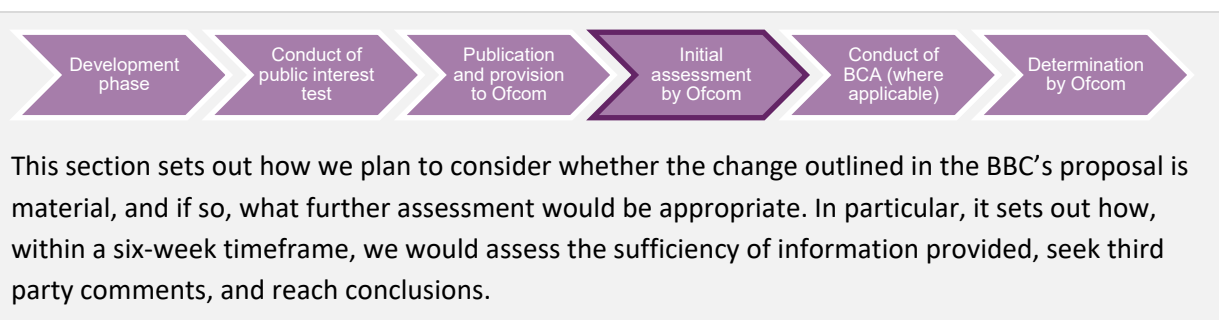 Development
phase
Conduct of
public interest
test
Publication
and provision
to Ofcom
Initial
assessment
by Ofcom
Conduct of
BCA (where
applicable)
Determination
by Ofcom
This section sets out how we plan to consider whether the change outlined in the BBC’s proposal is
material, and if so, what further assessment would be appropriate. In particular, it sets out how,
within a six-week timeframe, we would assess the sufficiency of information provided, seek third
party comments, and reach conclusions.